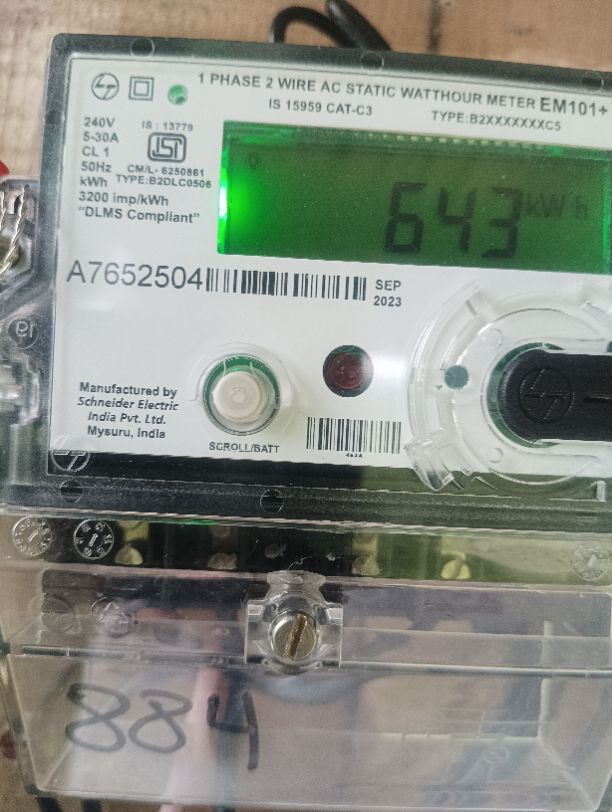 1 PHASE 2 WIRE AC STATIC WATTHOUR METER EM101+
IS 15959 CAT-C3
TYPE:B2XXXXXXXC5
240V
5-30A
CL 1
50Hz
kWh
3200 imp/kWh
"DLMS Compliant"
IS : 13779
ISI
CM/L- 6250861
TYPE:B2DLC0506
643 kWh
A7652504
SEP
2023
Manufactured by
Schneider Electric
India Pvt. Ltd.
Mysuru, India
SCROLL/BATT
884